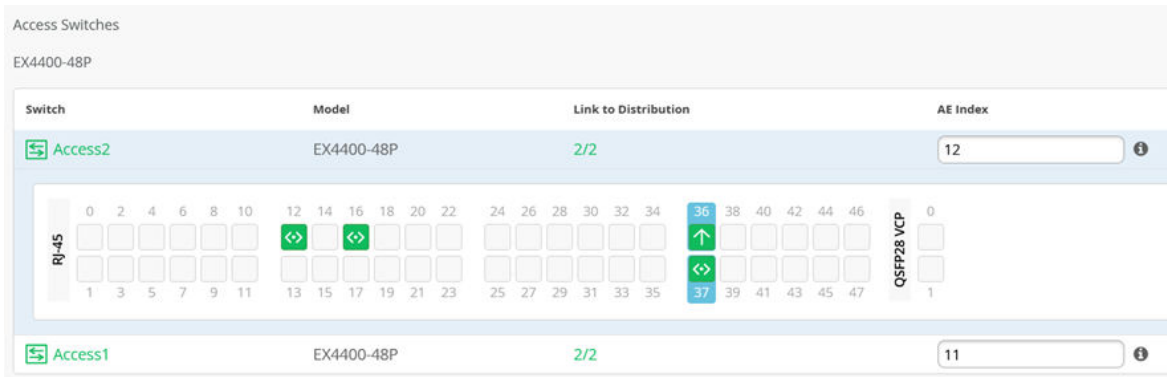 Access Switches
EX4400-48P
Switch Model Link to Distribution AE Index
Access2 EX4400-48P 2/2 12
0 2 4 6 8 10 12 14 16 18 20 22 24 26 28 30 32 34 36 38 40 42 44 46 0
RJ-45 QSFP28 VCP
1 3 5 7 9 11 13 15 17 19 21 23 25 27 29 31 33 35 37 39 41 43 45 47 1
Access1 EX4400-48P 2/2 11